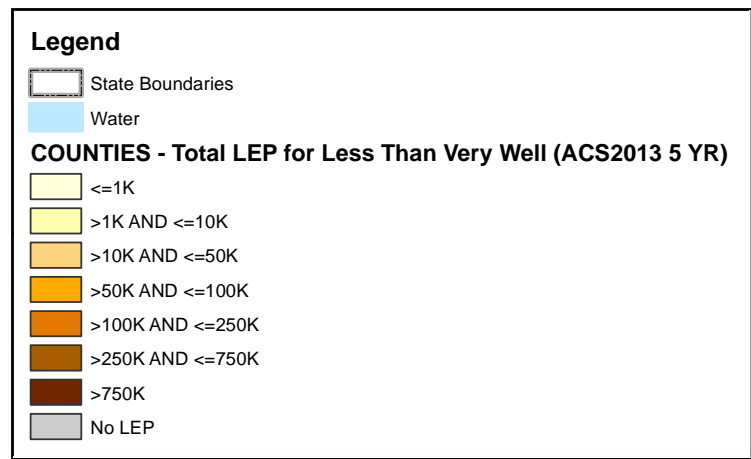 Legend
State Boundaries
Water
COUNTIES - Total LEP for Less Than Very Well (ACS2013 5 YR)
<=1K
>1K AND <=10K
>10K AND <=50K
>50K AND <=100K
>100K AND <=250K
>250K AND <=750K
>750K
No LEP